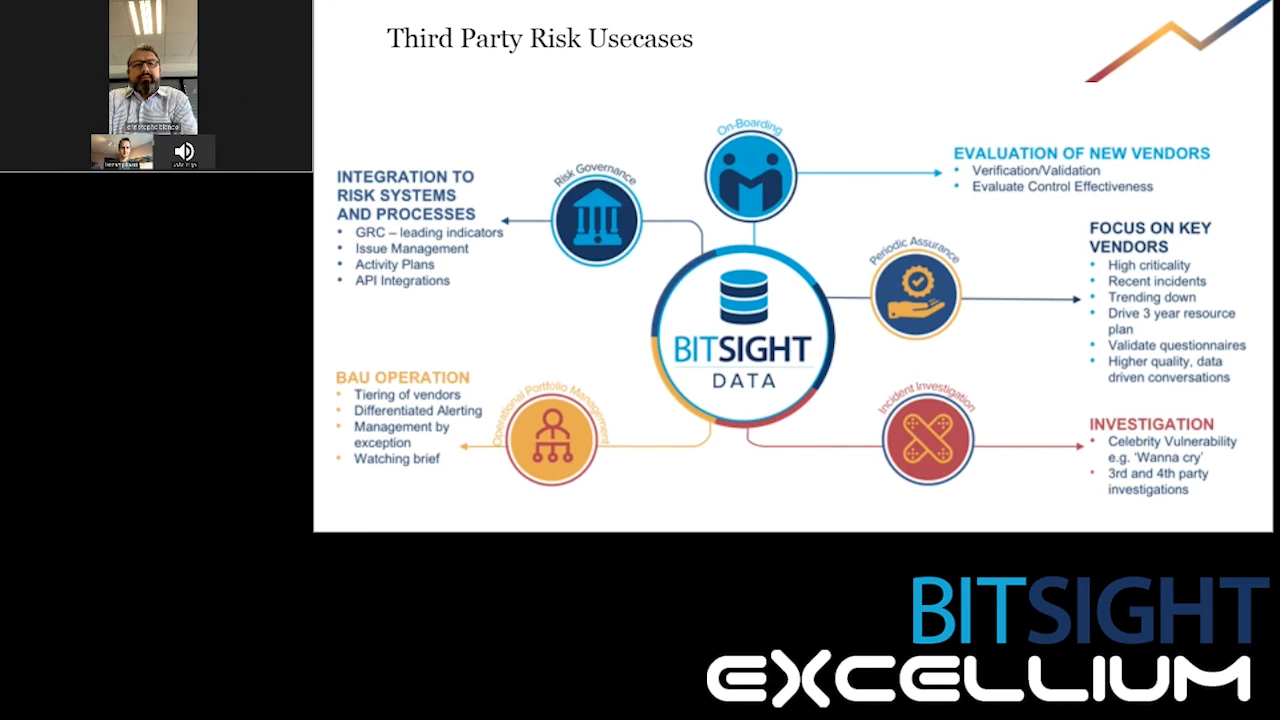 Third Party Risk Usecases
On-Boarding
EVALUATION OF NEW VENDORS
Verification/Validation
Evaluate Control Effectiveness
Risk Governance
INTEGRATION TO
RISK SYSTEMS
AND PROCESSES
GRC – leading indicators
Issue Management
Activity Plans
API Integrations
Periodic Assurance
FOCUS ON KEY
VENDORS
High criticality
Recent incidents
Trending down
Drive 3 year resource
plan
Validate questionnaires
Higher quality, data
driven conversations
BITSIGHT
DATA
BAU OPERATION
Tiering of vendors
Differentiated Alerting
Management by
exception
Watching brief
Operational Portfolio Management
Incident Investigation
INVESTIGATION
Celebrity Vulnerability
e.g. ‘Wanna cry’
3rd and 4th party
investigations
BITSIGHT
EXCELLIUM